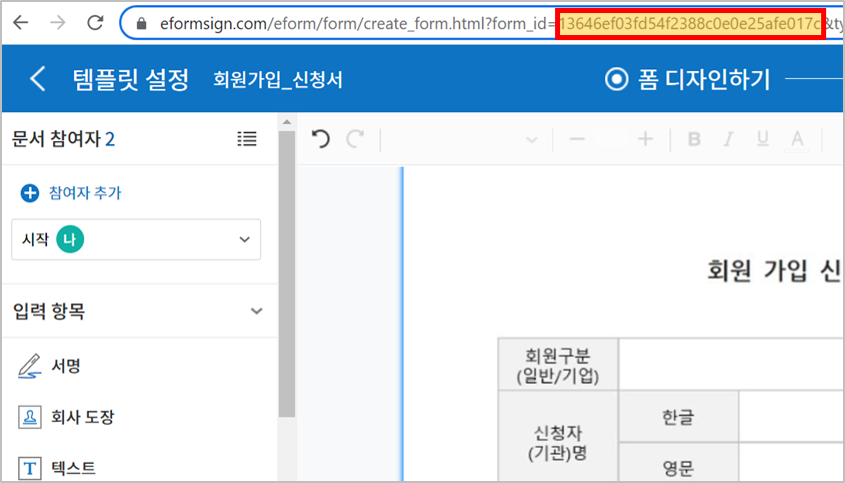 eformsign.com/eform/form/create_form.html?form_id=13646ef03fd54f2388c0e0e25afe017c&ty
템플릿 설정 회원가입_신청서 폼 디자인하기
문서 참여자 2
B I U A
참여자 추가
시작 나
회원 가입 신
입력 항목
회원구분
(일반/기업)
서명
회사 도장
신청자
(기관)명
한글
영문
T 텍스트